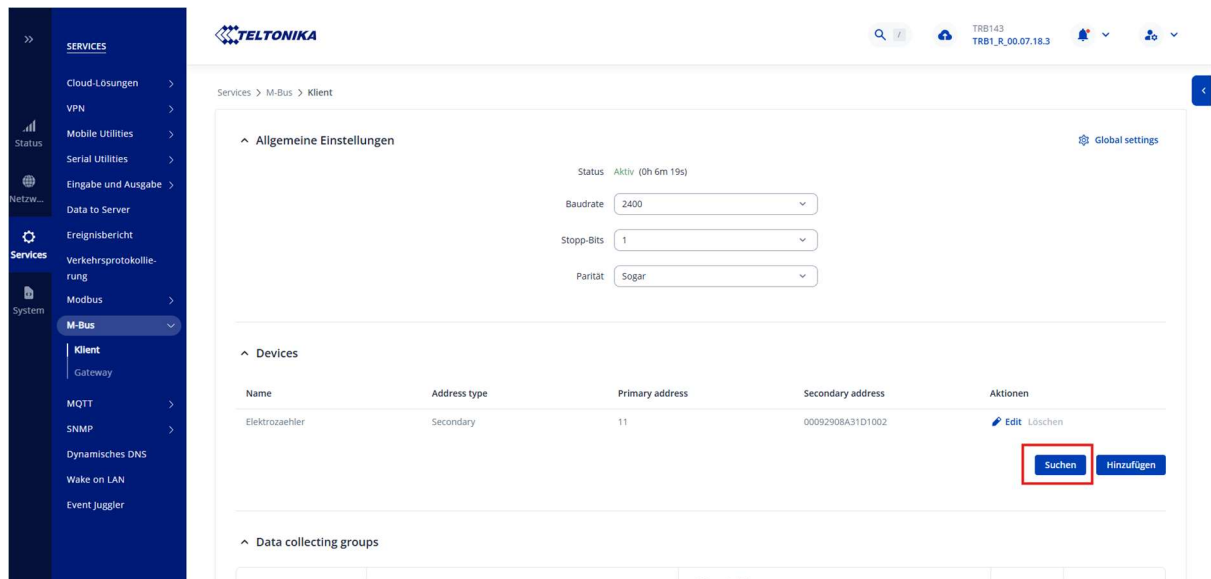 SERVICES
Status
Netzw...
Services
System
Cloud-Lösungen
VPN
Mobile Utilities
Serial Utilities
Eingabe und Ausgabe
Data to Server
Ereignisbericht
Verkehrsprotokollie-
rung
Modbus
M-Bus
Klient
Gateway
MQTT
SNMP
Dynamisches DNS
Wake on LAN
Event Juggler
TELTONIKA
/
TRB143
TRB1_R_00.07.18.3
Services > M-Bus > Klient
Allgemeine Einstellungen
Global settings
Status Aktiv (0h 6m 19s)
Baudrate 2400
Stopp-Bits 1
Parität Sogar
Devices
Name Address type Primary address Secondary address Aktionen
Elektrozaehler Secondary 11 00092908A31D1002 Edit Löschen
Suchen Hinzufügen
Data collecting groups